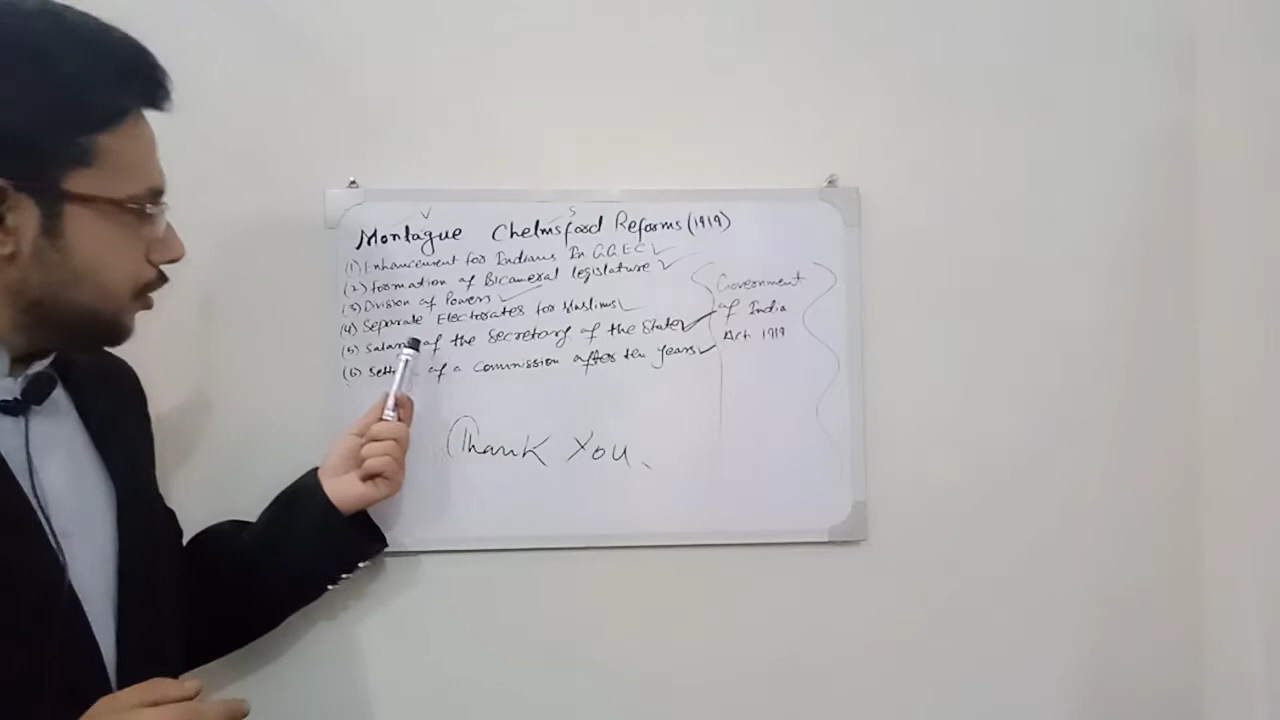 V S
Montague Chelmsford Reforms (1919)
(1) Enhancement for Indians In G.G.E.C
(2) Formation of Bicameral legislature
(3) Division of Powers
(4) Separate Electorates for Muslims
(5) of the Secretary of the State
(6) of a Commission after ten years
Government
of India
Act 1919
Thank You.